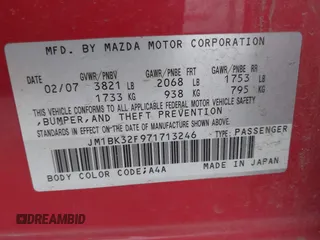 MFD. BY MAZDA MOTOR CORPORATION
GVWR/PNBV GAWR/PNBE FR GAWR/PNBE RR
02/07 3821 LB 2068 LB 1753 LB
1733 KG 938 KG 795 KG
THIS VEHICLE CONFORMS TO ALL APPLICABLE FEDERAL MOTOR VEHICLE SAFETY,
BUMPER, AND THEFT PREVENTION
STANDARDS IN EFFECT ON THE DATE OF MANUFACTURE SHOWN ABOVE.
JM1BK32F971713246 TYPE: PASSENGER
MADE IN JAPAN
BODY COLOR CODE:A4A
DREAMBID